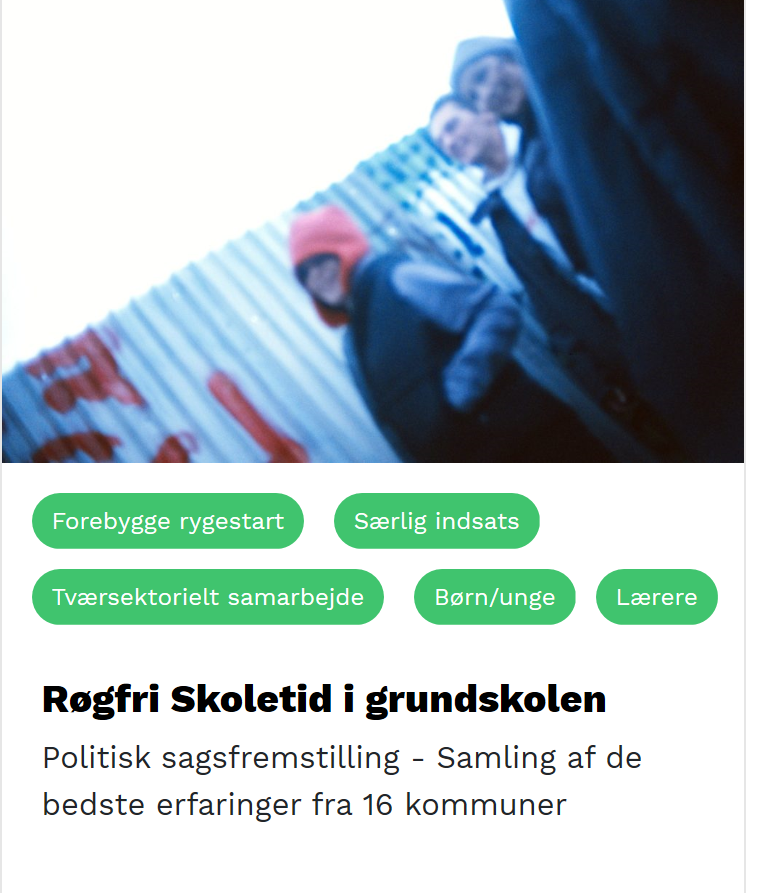 Forebygge rygestart Særlig indsats
Tværsektorielt samarbejde Børn/unge Lærere
Røgfri Skoletid i grundskolen
Politisk sagsfremstilling - Samling af de
bedste erfaringer fra 16 kommuner